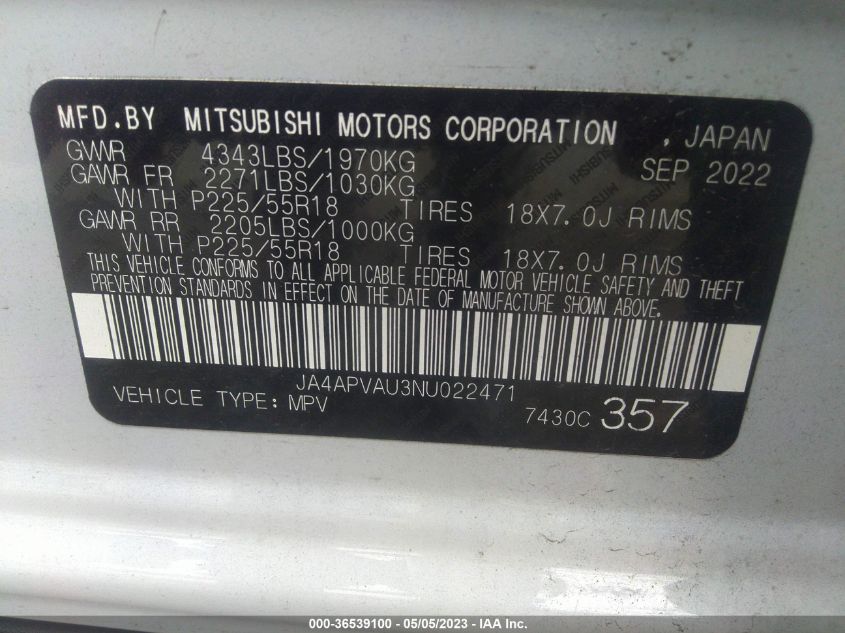 MFD.BY MITSUBISHI MOTORS CORPORATION , JAPAN
GVWR 4343LBS/1970KG SEP 2022
GAWR FR 2271LBS/1030KG
WITH P225/55R18 TIRES 18X7.0J RIMS
GAWR RR 2205LBS/1000KG
WITH P225/55R18 TIRES 18X7.0J RIMS
THIS VEHICLE CONFORMS TO ALL APPLICABLE FEDERAL MOTOR VEHICLE SAFETY AND THEFT
PREVENTION STANDARDS IN EFFECT ON THE DATE OF MANUFACTURE SHOWN ABOVE.
JA4APVAU3NU022471
VEHICLE TYPE: MPV 7430C 357
000-36539100 - 05/05/2023 - IAA Inc.